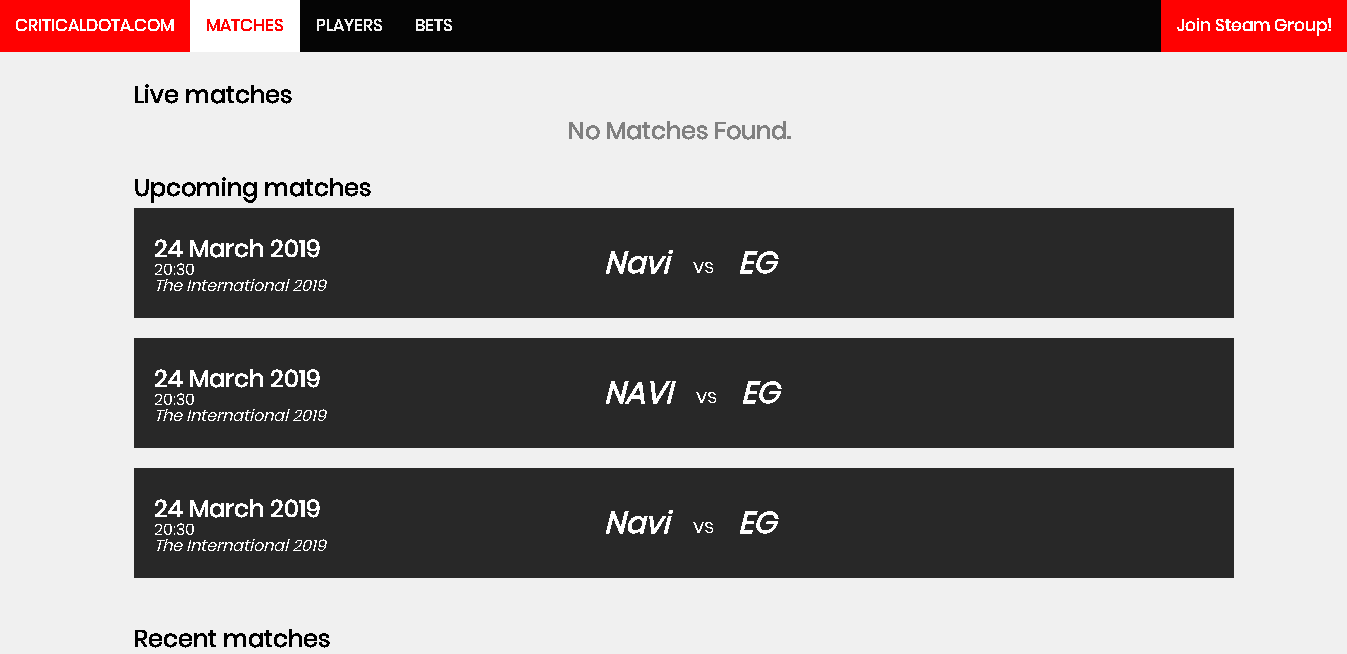 CRITICALDOTA.COM MATCHES PLAYERS BETS Join Steam Group!
Live matches
No Matches Found.
Upcoming matches
24 March 2019
20:30
The International 2019
Navi vs EG
24 March 2019
20:30
The International 2019
NAVI vs EG
24 March 2019
20:30
The International 2019
Navi vs EG
Recent matches